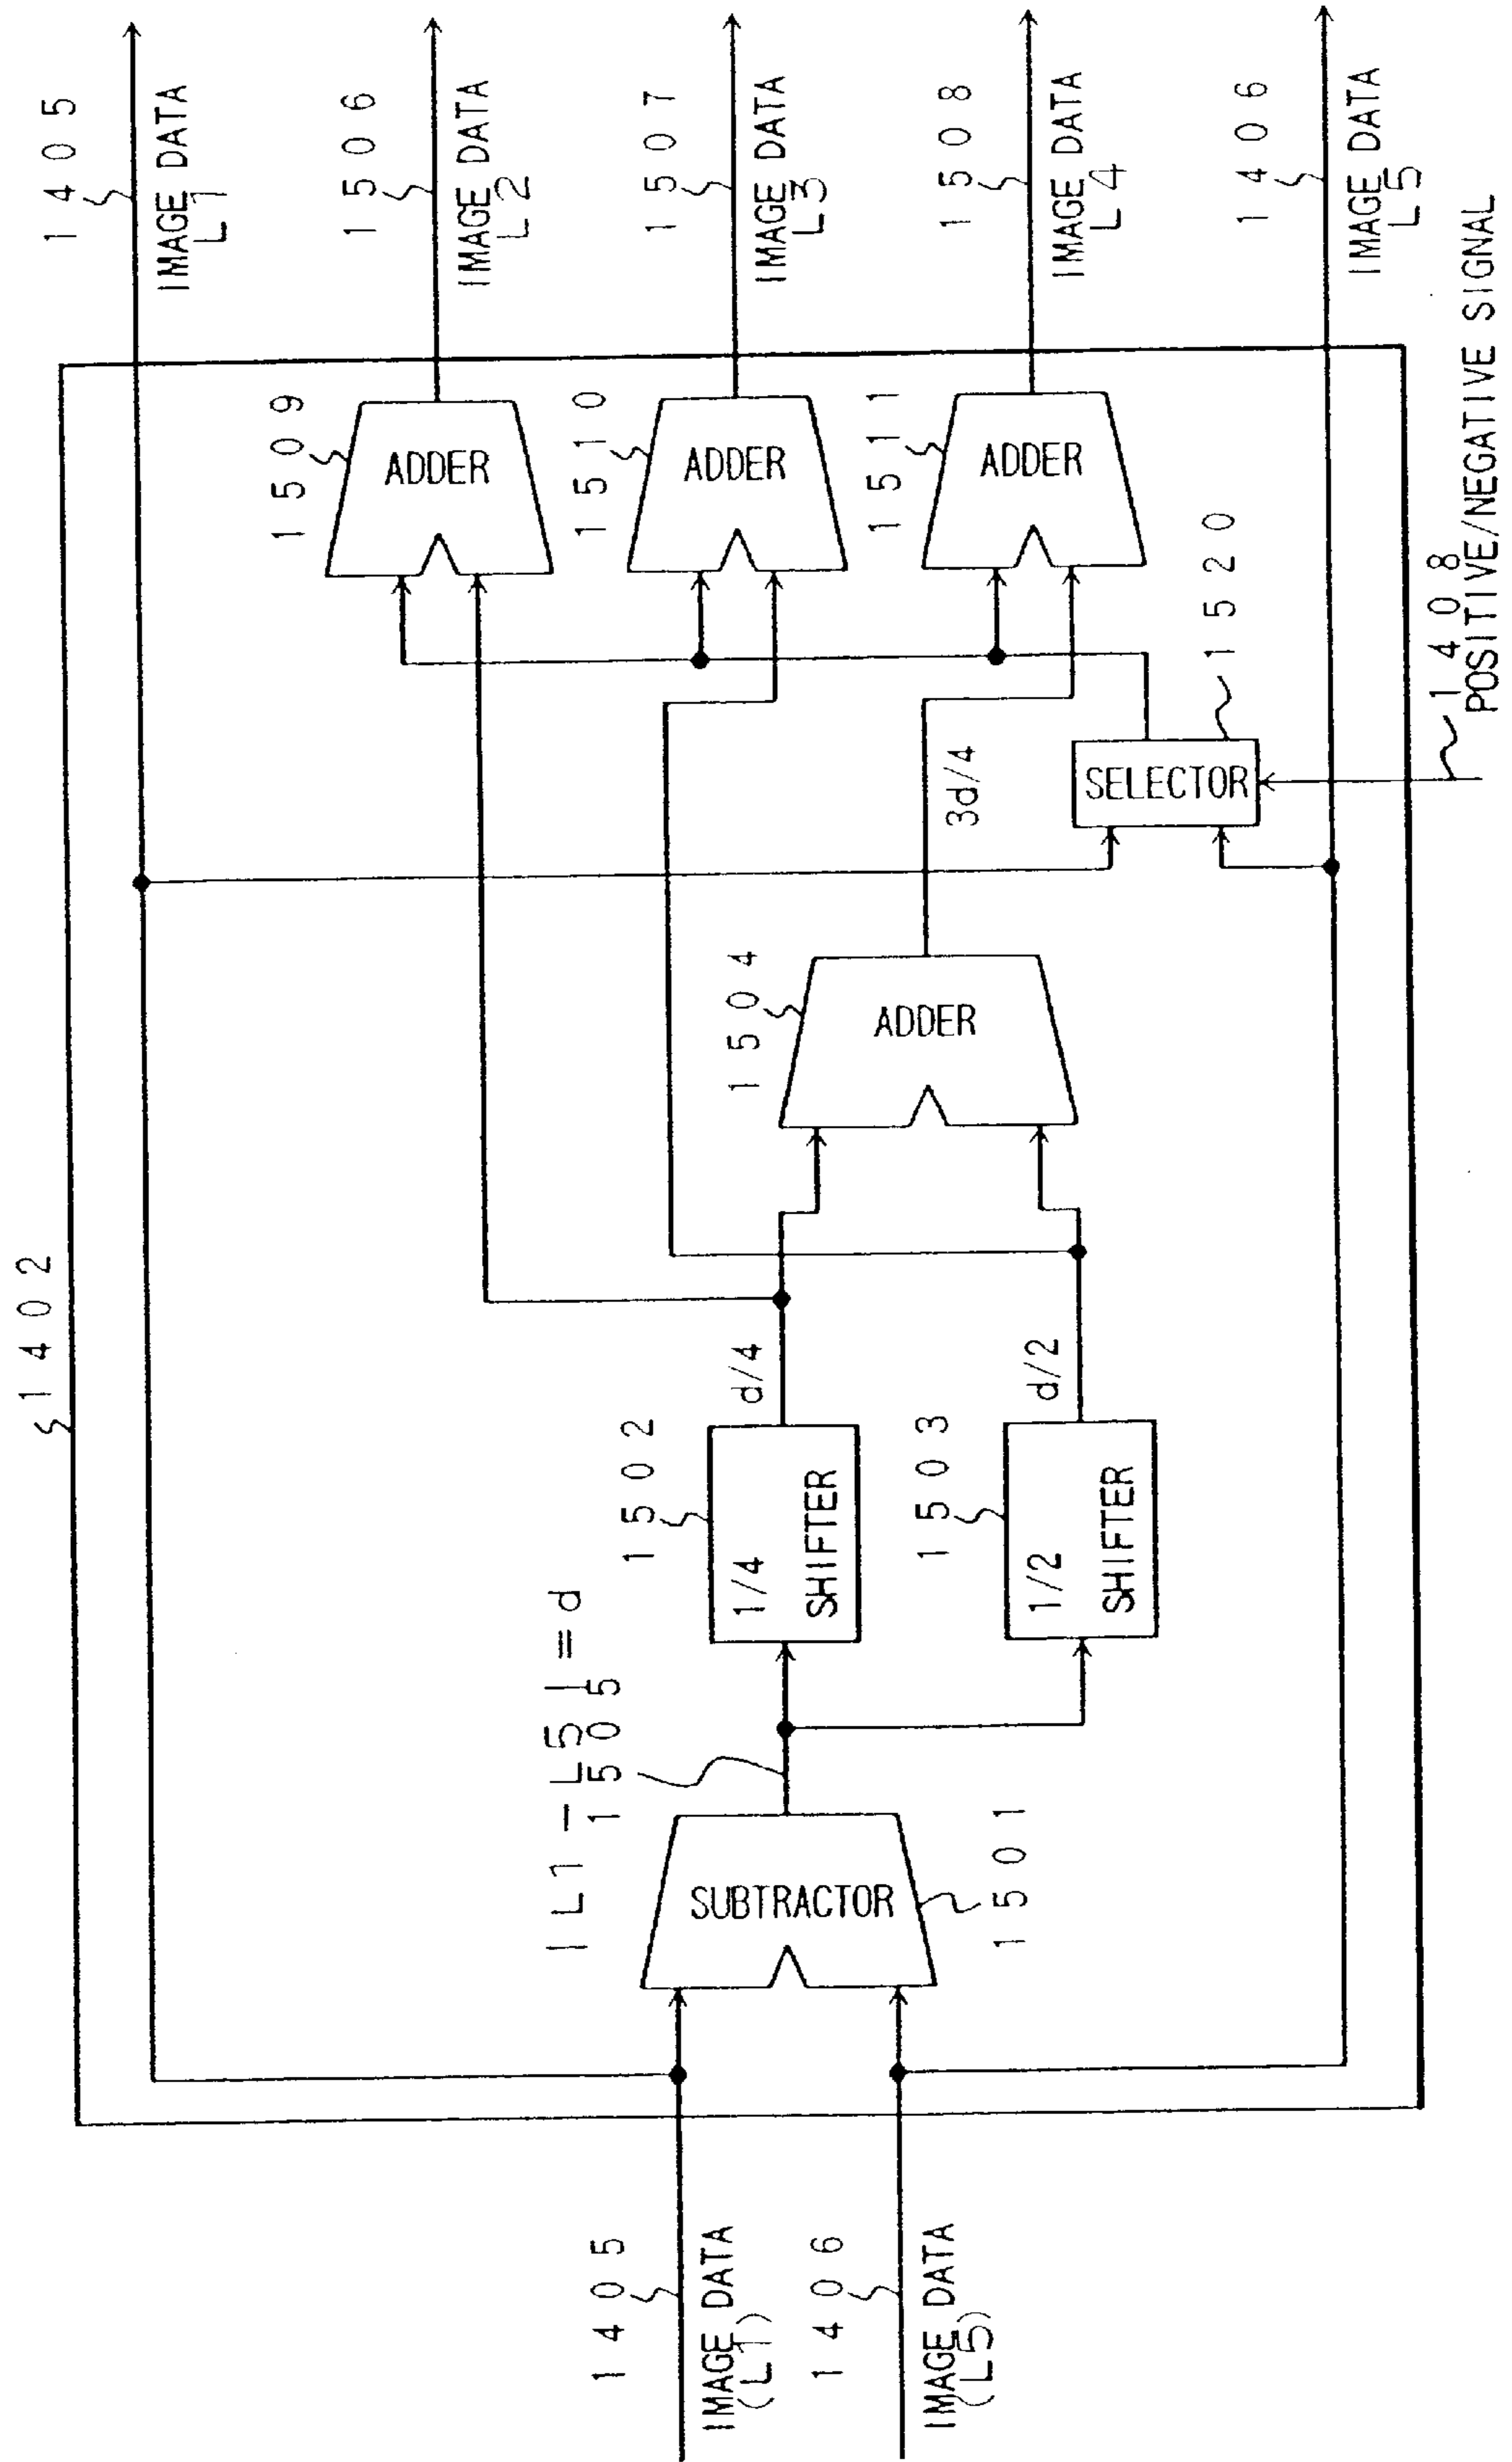 1402
1405
IMAGE DATA
(L1)
1406
IMAGE DATA
(L5)
SUBTRACTOR
1501
|L1-L5|=d
1505
1/4
SHIFTER
1502
d/4
1/2
SHIFTER
1503
d/2
ADDER
1504
3d/4
SELECTOR
1520
1408
POSITIVE/NEGATIVE SIGNAL
ADDER
1509
ADDER
1510
ADDER
1511
1405
IMAGE DATA
L1
1506
IMAGE DATA
L2
1507
IMAGE DATA
L3
1508
IMAGE DATA
L4
1406
IMAGE DATA
L5